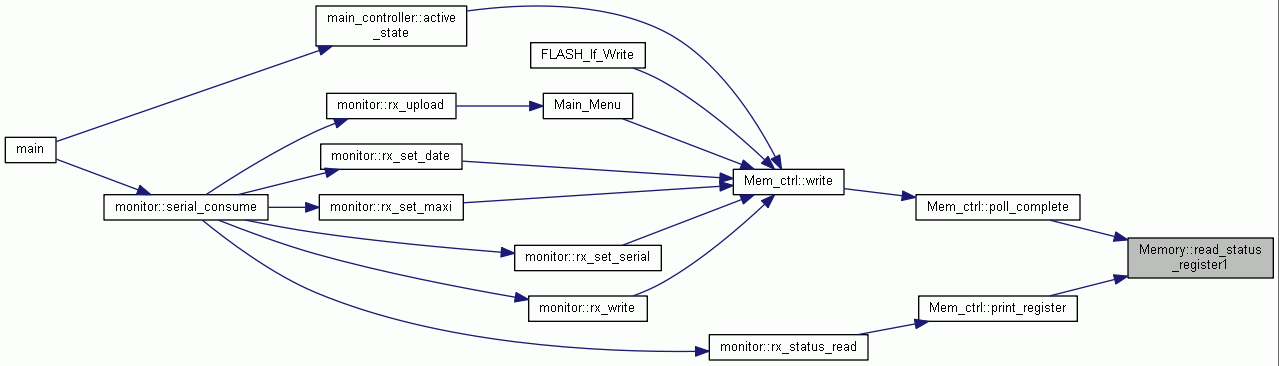 main_controller::active
_state
FLASH_If_Write
monitor::rx_upload
Main_Menu
main
monitor::rx_set_date
Mem_ctrl::write
monitor::serial_consume
monitor::rx_set_maxi
Mem_ctrl::poll_complete
monitor::rx_set_serial
Memory::read_status
_register1
monitor::rx_write
Mem_ctrl::print_register
monitor::rx_status_read